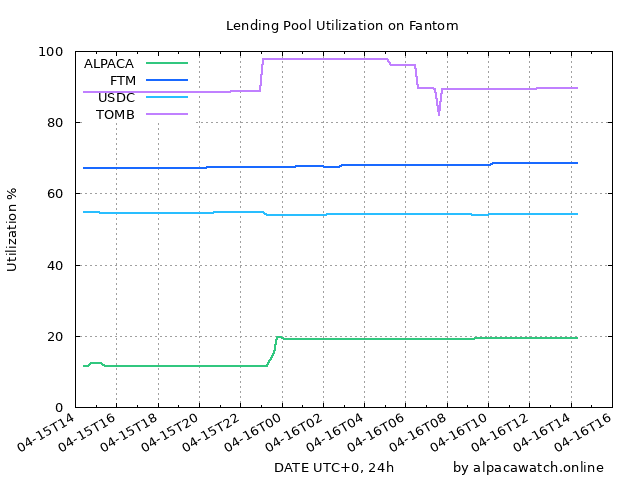 Lending Pool Utilization on Fantom
ALPACA
FTM
USDC
TOMB
Utilization %
100
80
60
40
20
0
04-15T14
04-15T16
04-15T18
04-15T20
04-15T22
04-16T00
04-16T02
04-16T04
04-16T06
04-16T08
04-16T10
04-16T12
04-16T14
04-16T16
DATE UTC+0, 24h
by alpacawatch.online